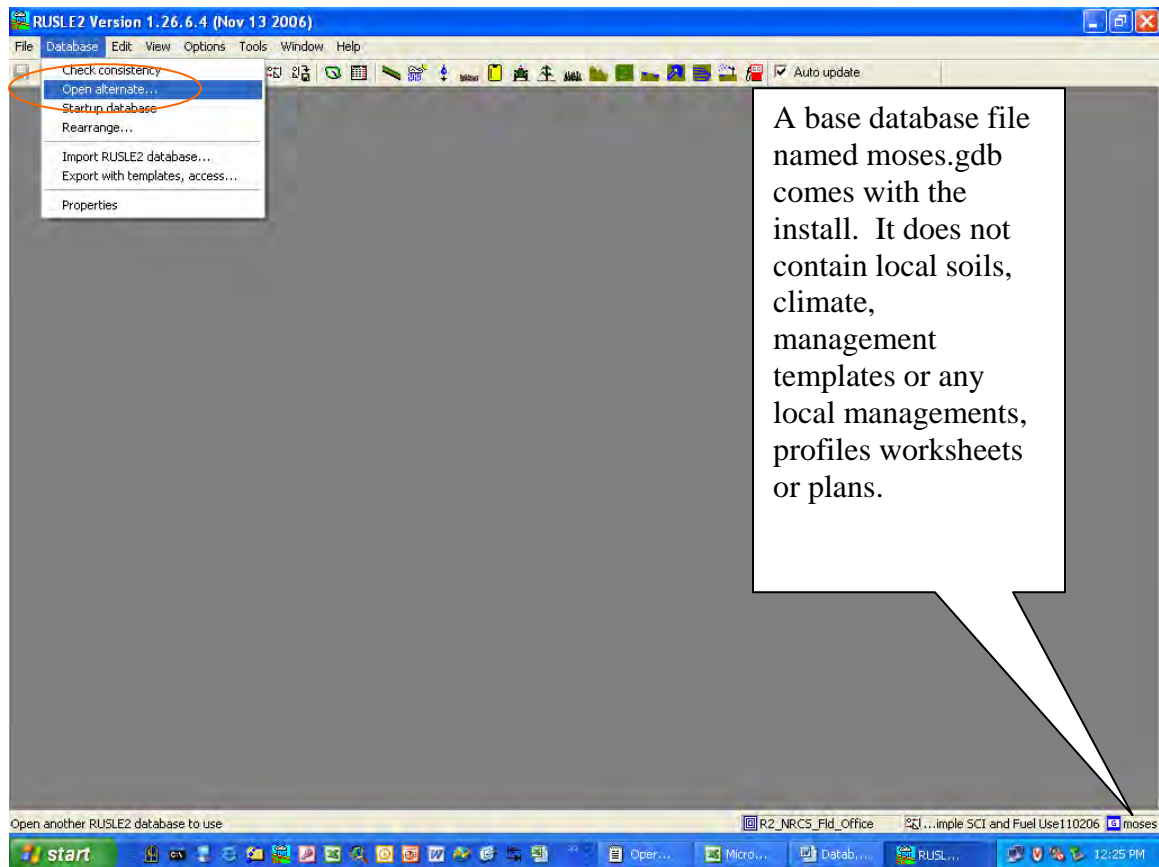 RUSLE2 Version 1.26.6.4 (Nov 13 2006)
File Database Edit View Options Tools Window Help
Auto update
Check consistency
Open alternate...
Startup database
Rearrange...
Import RUSLE2 database...
Export with templates, access...
Properties
A base database file
named moses.gdb
comes with the
install. It does not
contain local soils,
climate,
management
templates or any
local managements,
profiles worksheets
or plans.
Open another RUSLE2 database to use
R2_NRCS_Fld_Office
...imple SCI and Fuel Use110206
moses
start
Oper...
Micro...
Datab...
RUSL...
12:25 PM